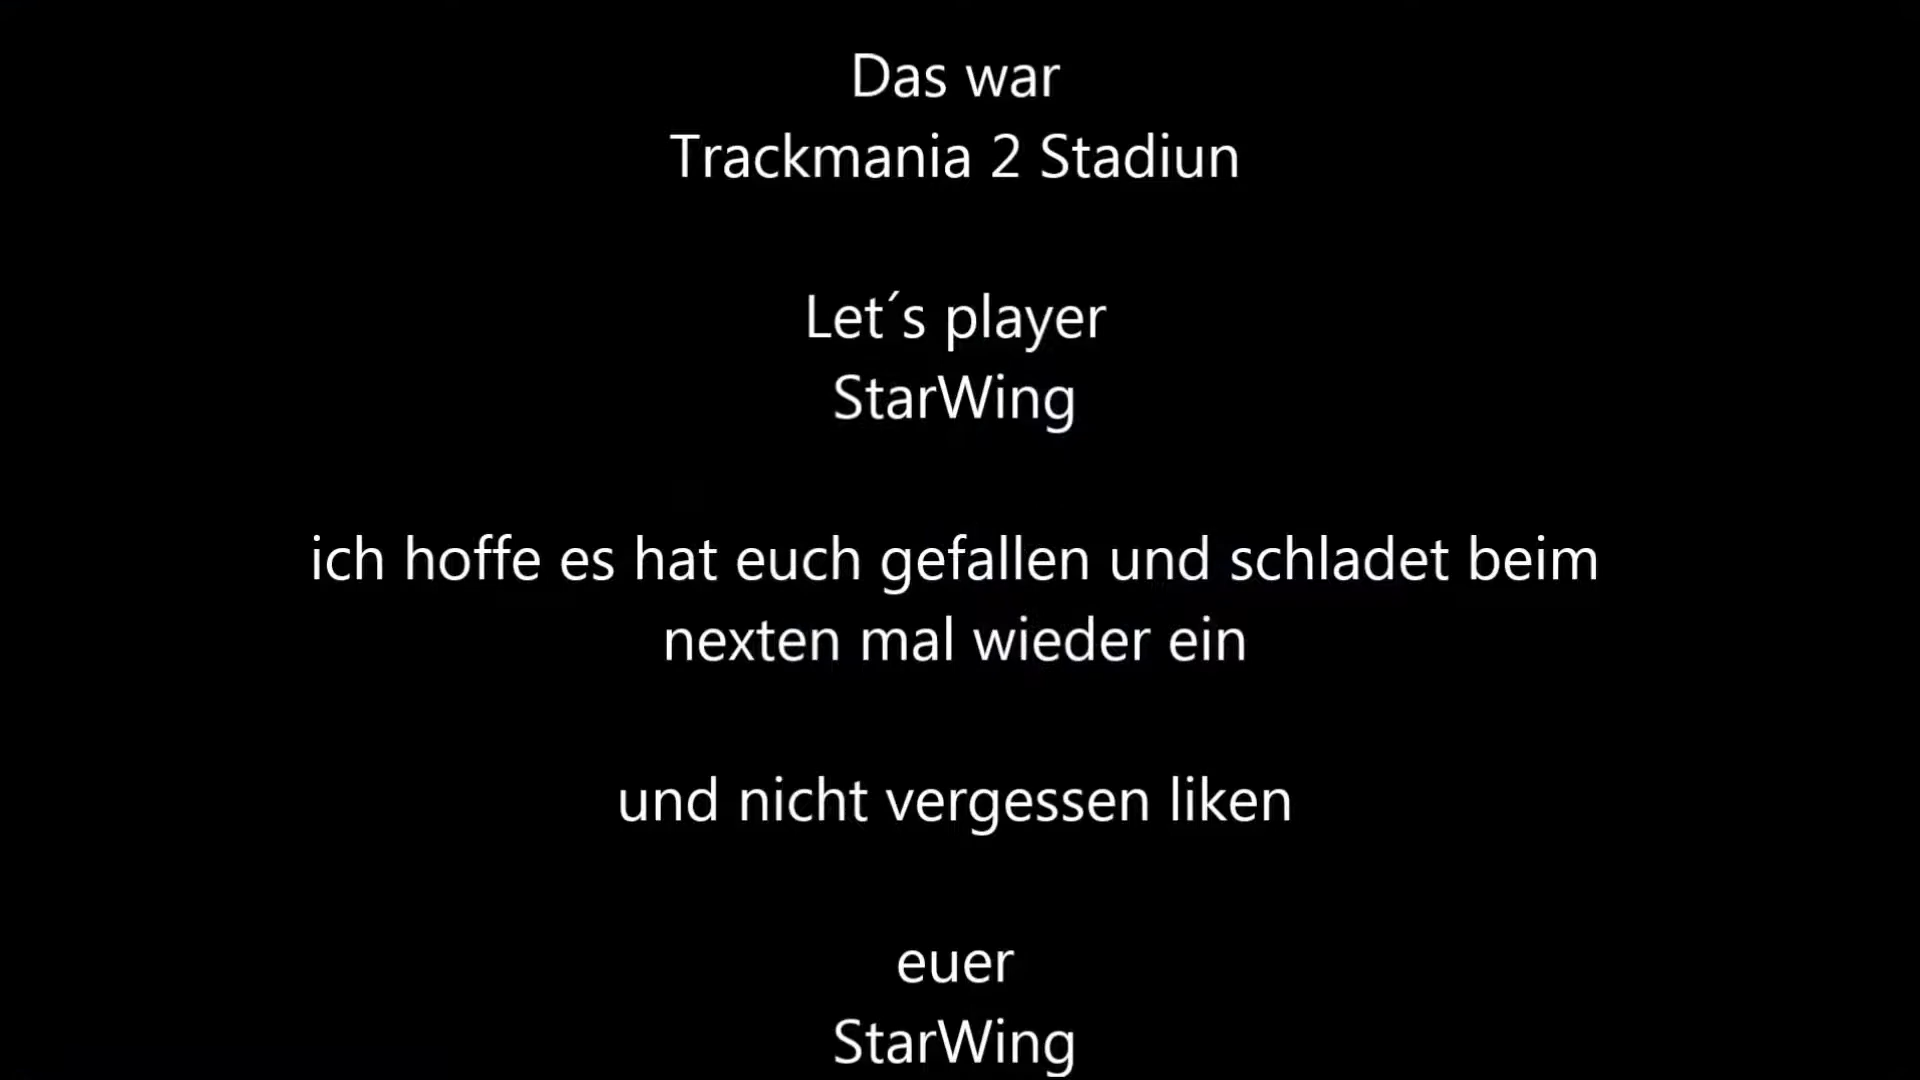 Das war
Trackmania 2 Stadiun
Let´s player
StarWing
ich hoffe es hat euch gefallen und schladet beim
nexten mal wieder ein
und nicht vergessen liken
euer
StarWing